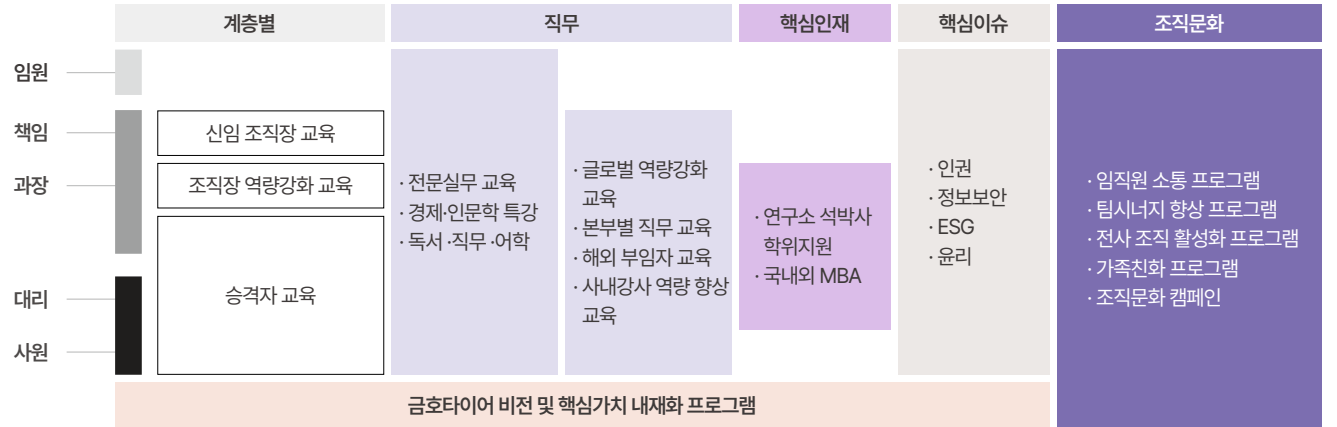 계층별
직무
핵심인재
핵심이슈
조직문화
임원
책임
과장
대리
사원
신임 조직장 교육
조직장 역량강화 교육
승격자 교육
· 전문실무 교육
· 경제·인문학 특강
· 독서 ·직무 ·어학
· 글로벌 역량강화
교육
· 본부별 직무 교육
· 해외 부임자 교육
· 사내강사 역량 향상
교육
· 연구소 석박사
학위지원
· 국내외 MBA
· 인권
· 정보보안
· ESG
· 윤리
· 임직원 소통 프로그램
· 팀시너지 향상 프로그램
· 전사 조직 활성화 프로그램
· 가족친화 프로그램
· 조직문화 캠페인
금호타이어 비전 및 핵심가치 내재화 프로그램